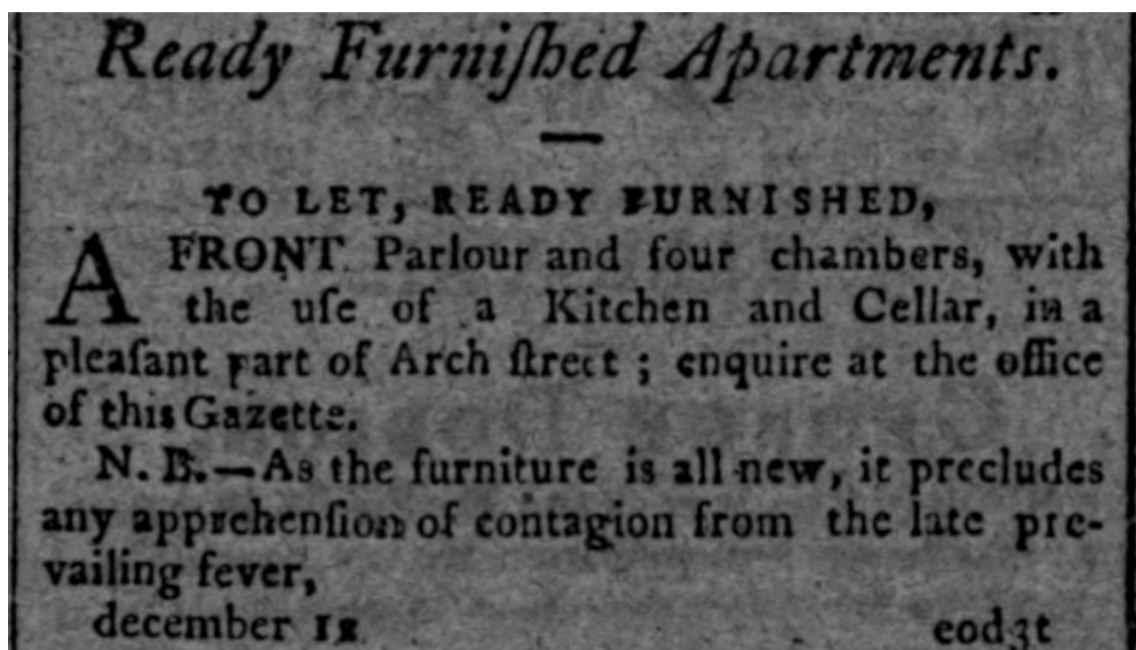 Ready Furniſhed Apartments.
TO LET, READY FURNISHED,
A FRONT Parlour and four chambers, with
the uſe of a Kitchen and Cellar, in a
pleaſant part of Arch ſtreet ; enquire at the office
of this Gazette.
N. B.—As the furniture is all new, it precludes
any apprehenſion of contagion from the late pre-
vailing fever,
december 12 eod3t